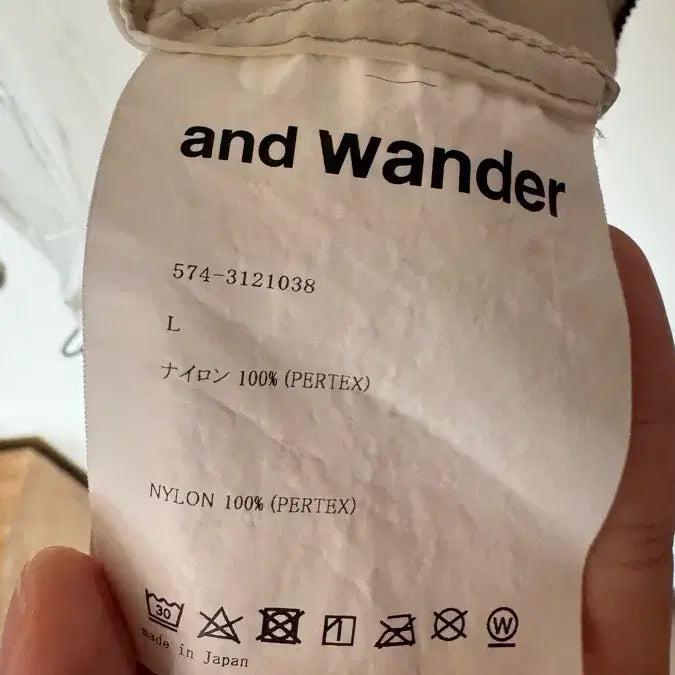 and wander
574-3121038
L
ナイロン 100% (PERTEX)
NYLON 100% (PERTEX)
30 W
made in Japan